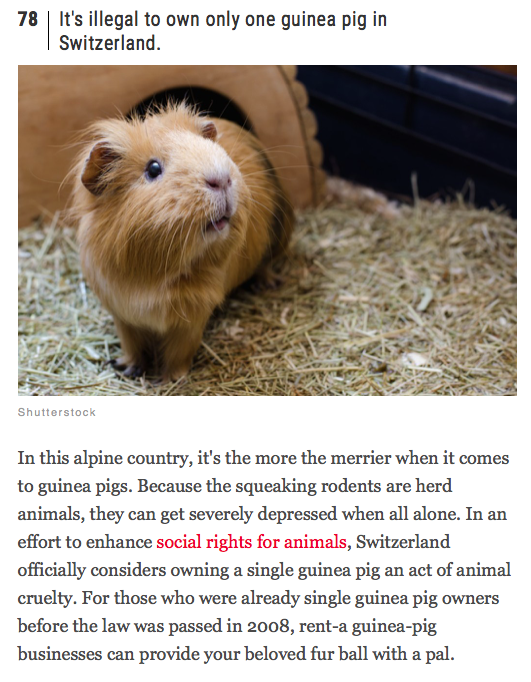 78 It's illegal to own only one guinea pig in
Switzerland.
Shutterstock
In this alpine country, it's the more the merrier when it comes
to guinea pigs. Because the squeaking rodents are herd
animals, they can get severely depressed when all alone. In an
effort to enhance social rights for animals, Switzerland
officially considers owning a single guinea pig an act of animal
cruelty. For those who were already single guinea pig owners
before the law was passed in 2008, rent-a guinea-pig
businesses can provide your beloved fur ball with a pal.